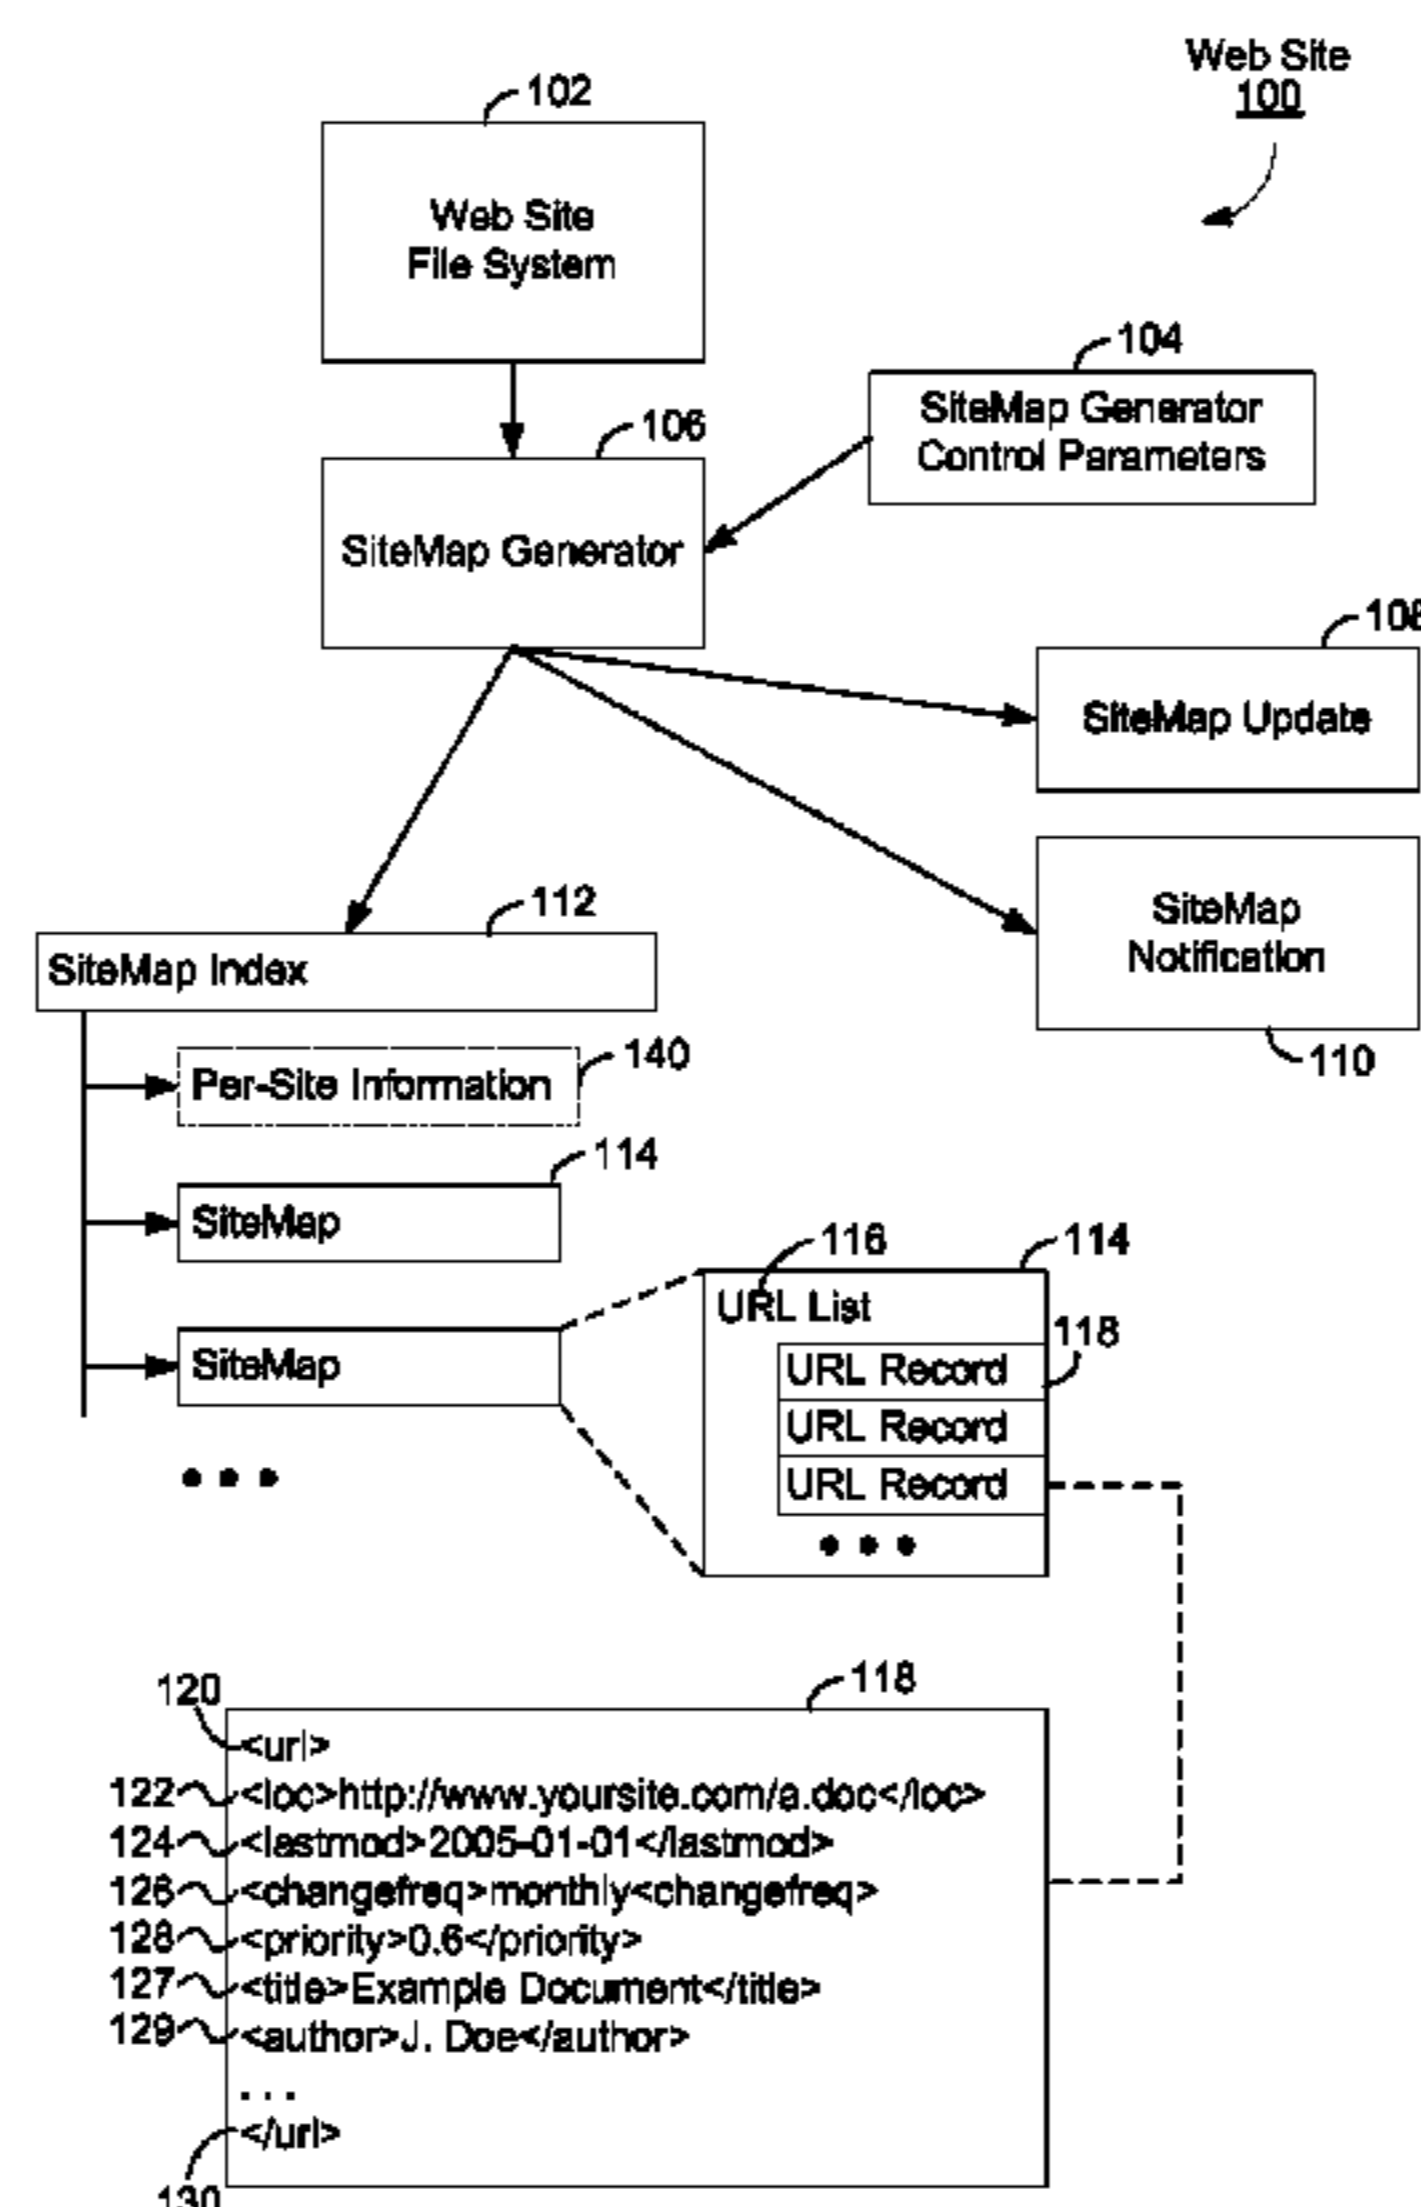 Web Site
100
102
Web Site
File System
104
SiteMap Generator
Control Parameters
106
SiteMap Generator
108
SiteMap Update
112
SiteMap Index
SiteMap
Notification
110
140
Per-Site Information
114
SiteMap
116
114
URL List
118
SiteMap
URL Record
URL Record
URL Record
118
120
<url>
122
<loc>http://www.yoursite.com/a.doc</loc>
124
<lastmod>2005-01-01</lastmod>
126
<changefreq>monthly<changefreq>
128
<priority>0.6</priority>
127
<title>Example Document</title>
129
<author>J. Doe</author>
...
</url>
130